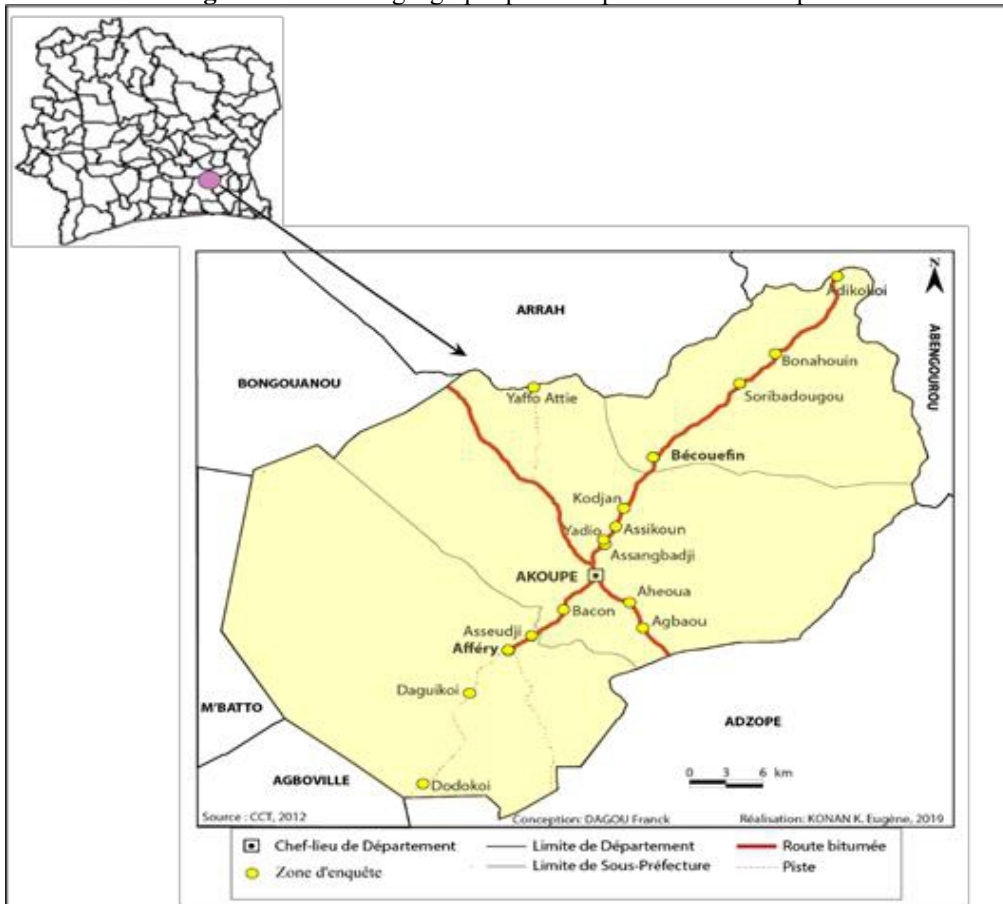 ARRAH
Adikokoi
ABENGOUROU
N
Bonahouin
BONGOUANOU
Yaffo Attie
Soribadougou
Bécouefin
Kodjan
Yadio
Assikoun
Assangbadji
AKOUPE
Aheoua
Bacon
Agbaou
Asseudji
Afféry
Daguikoi
M'BATTO
ADZOPE
AGBOVILLE
Dodokoi
0 3 6 km
Source : CCT, 2012 Conception: DAGOU Franck Réalisation: KONAN K. Eugène, 2019
Chef-lieu de Département Limite de Département Route bitumée
Zone d'enquête Limite de Sous-Préfecture Piste